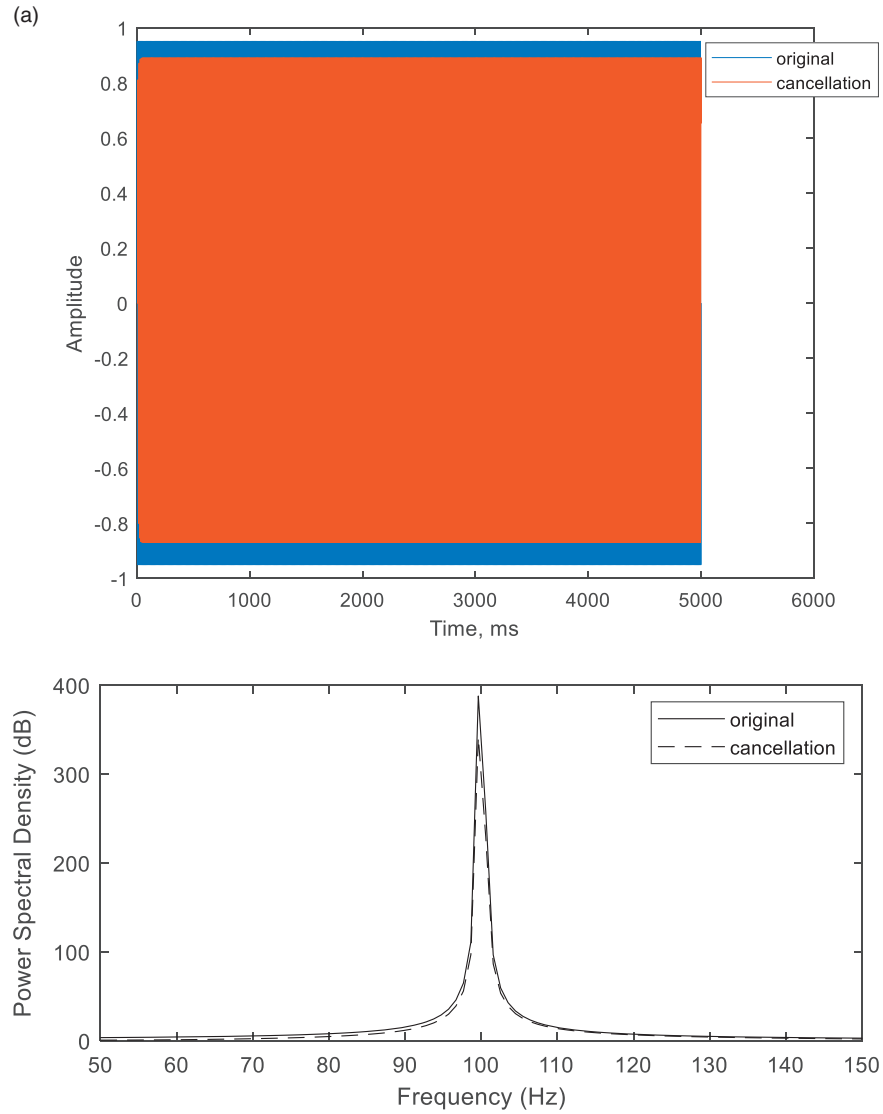 (a)
1
0.8
0.6
0.4
0.2
0
-0.2
-0.4
-0.6
-0.8
-1
Amplitude
original
cancellation
0 1000 2000 3000 4000 5000 6000
Time, ms
400
300
200
100
0
Power Spectral Density (dB)
original
cancellation
50 60 70 80 90 100 110 120 130 140 150
Frequency (Hz)